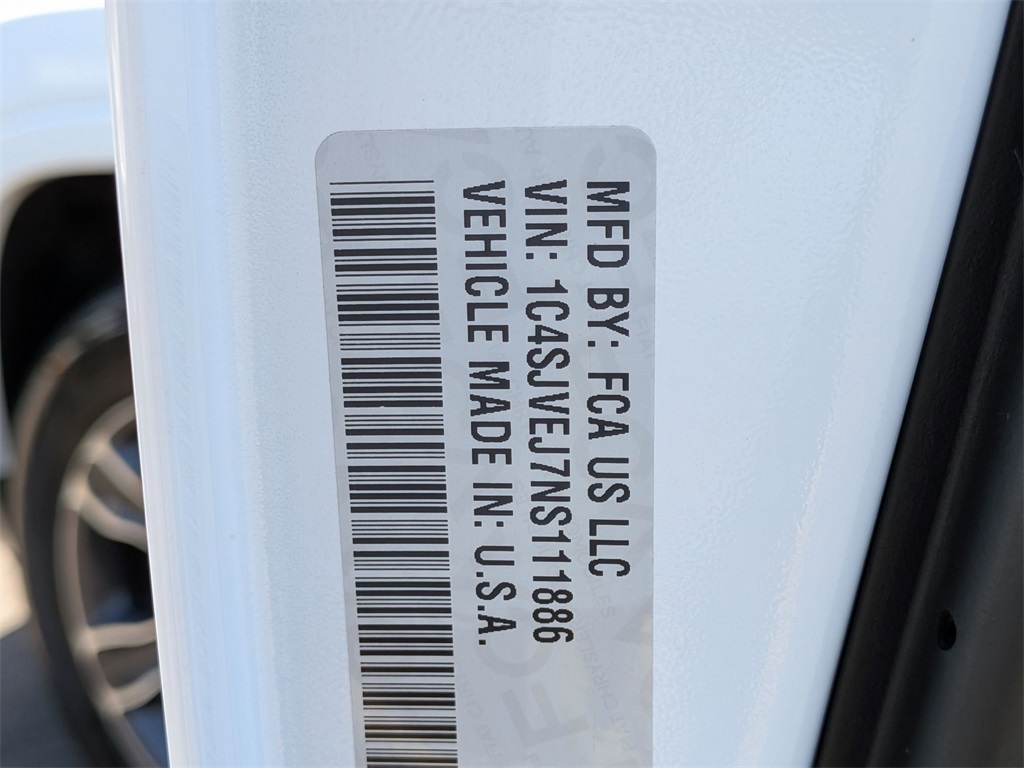 MFD BY: FCA US LLC
VIN: 1C4SJVEJ7NS111886
VEHICLE MADE IN: U.S.A.